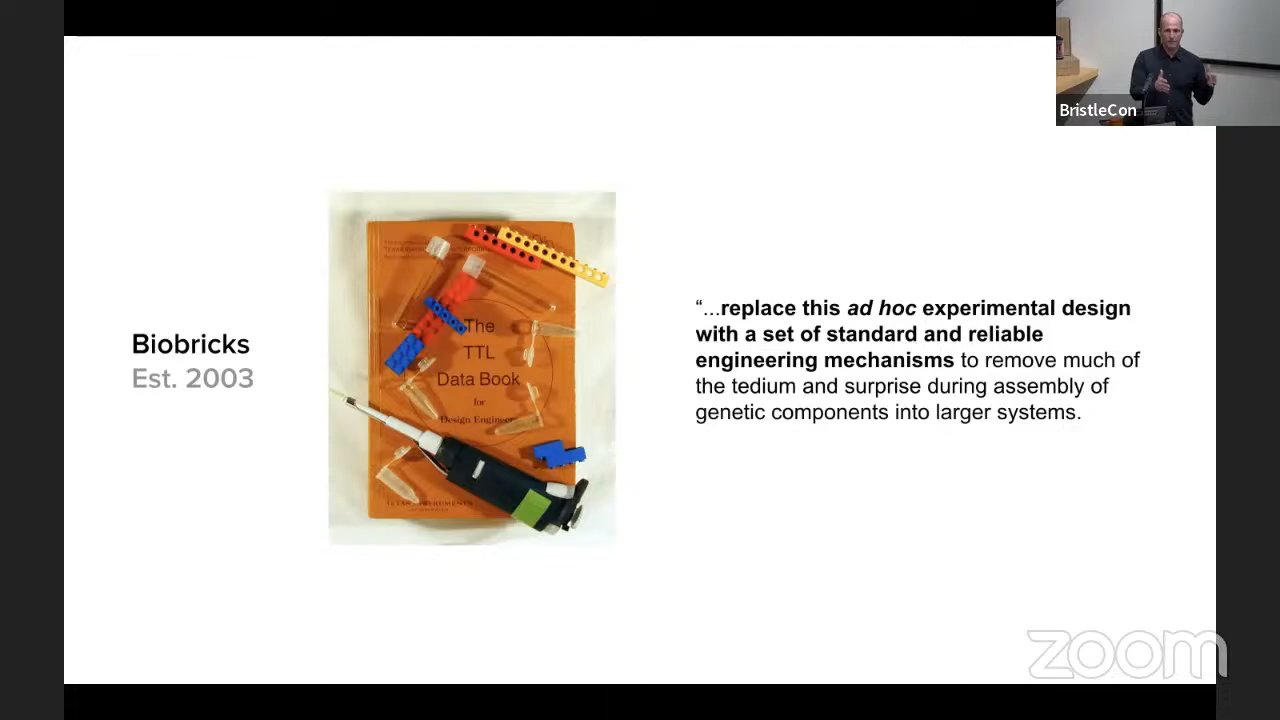 BristleCon
Biobricks
Est. 2003
The
TTL
Data Book
for
Design Engineers
“...replace this ad hoc experimental design
with a set of standard and reliable
engineering mechanisms to remove much of
the tedium and surprise during assembly of
genetic components into larger systems.
zoom